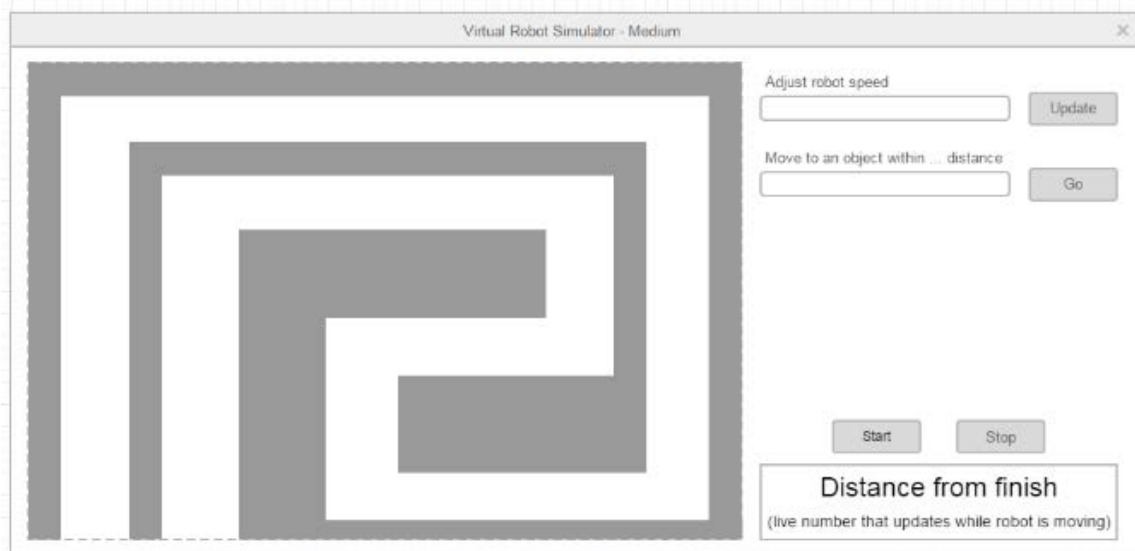 Virtual Robot Simulator - Medium
Adjust robot speed
Update
Move to an object within ... distance
Go
Start
Stop
Distance from finish
(live number that updates while robot is moving)